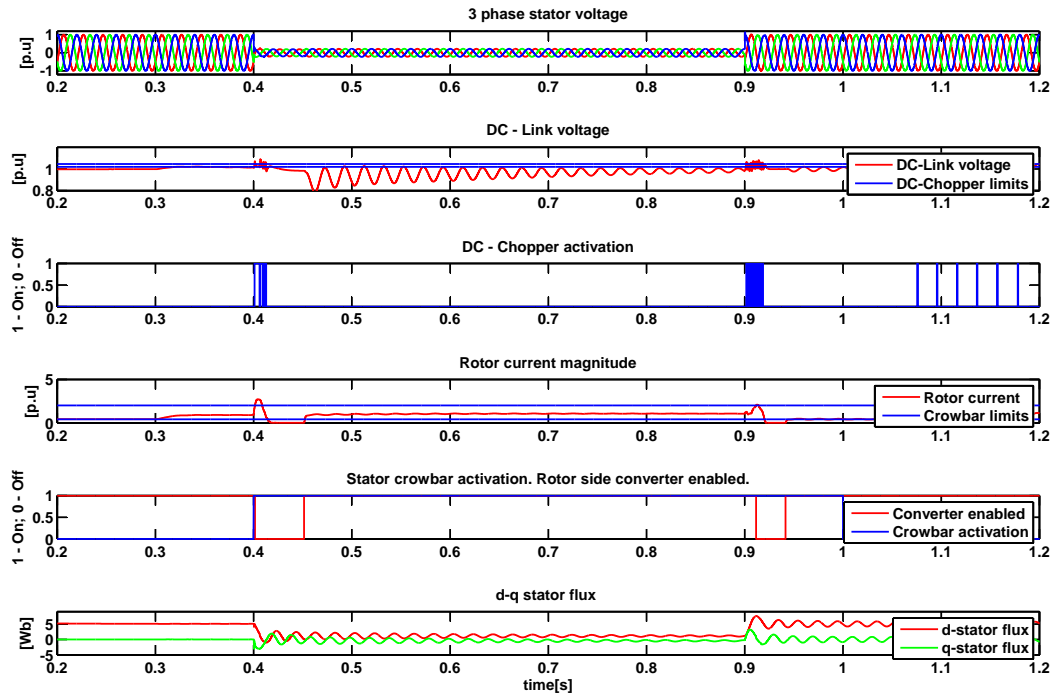 3 phase stator voltage
[p.u]
1
0
-1
0.2 0.3 0.4 0.5 0.6 0.7 0.8 0.9 1 1.1 1.2
DC - Link voltage
[p.u]
1
0.8
DC-Link voltage
DC-Chopper limits
0.2 0.3 0.4 0.5 0.6 0.7 0.8 0.9 1 1.1 1.2
DC - Chopper activation
1 - On; 0 - Off
1
0.5
0
0.2 0.3 0.4 0.5 0.6 0.7 0.8 0.9 1 1.1 1.2
Rotor current magnitude
[p.u]
5
0
Rotor current
Crowbar limits
0.2 0.3 0.4 0.5 0.6 0.7 0.8 0.9 1 1.1 1.2
Stator crowbar activation. Rotor side converter enabled.
1 - On; 0 - Off
1
0.5
0
Converter enabled
Crowbar activation
0.2 0.3 0.4 0.5 0.6 0.7 0.8 0.9 1 1.1 1.2
d-q stator flux
[Wb]
5
0
-5
d-stator flux
q-stator flux
0.2 0.3 0.4 0.5 0.6 0.7 0.8 0.9 1 1.1 1.2
time[s]